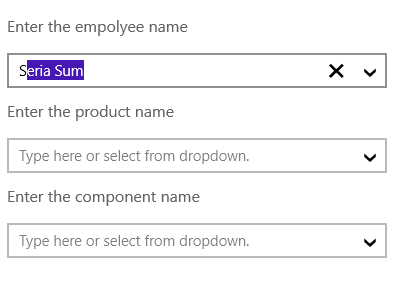 Enter the empolyee name
Seria Sum
Enter the product name
Type here or select from dropdown.
Enter the component name
Type here or select from dropdown.